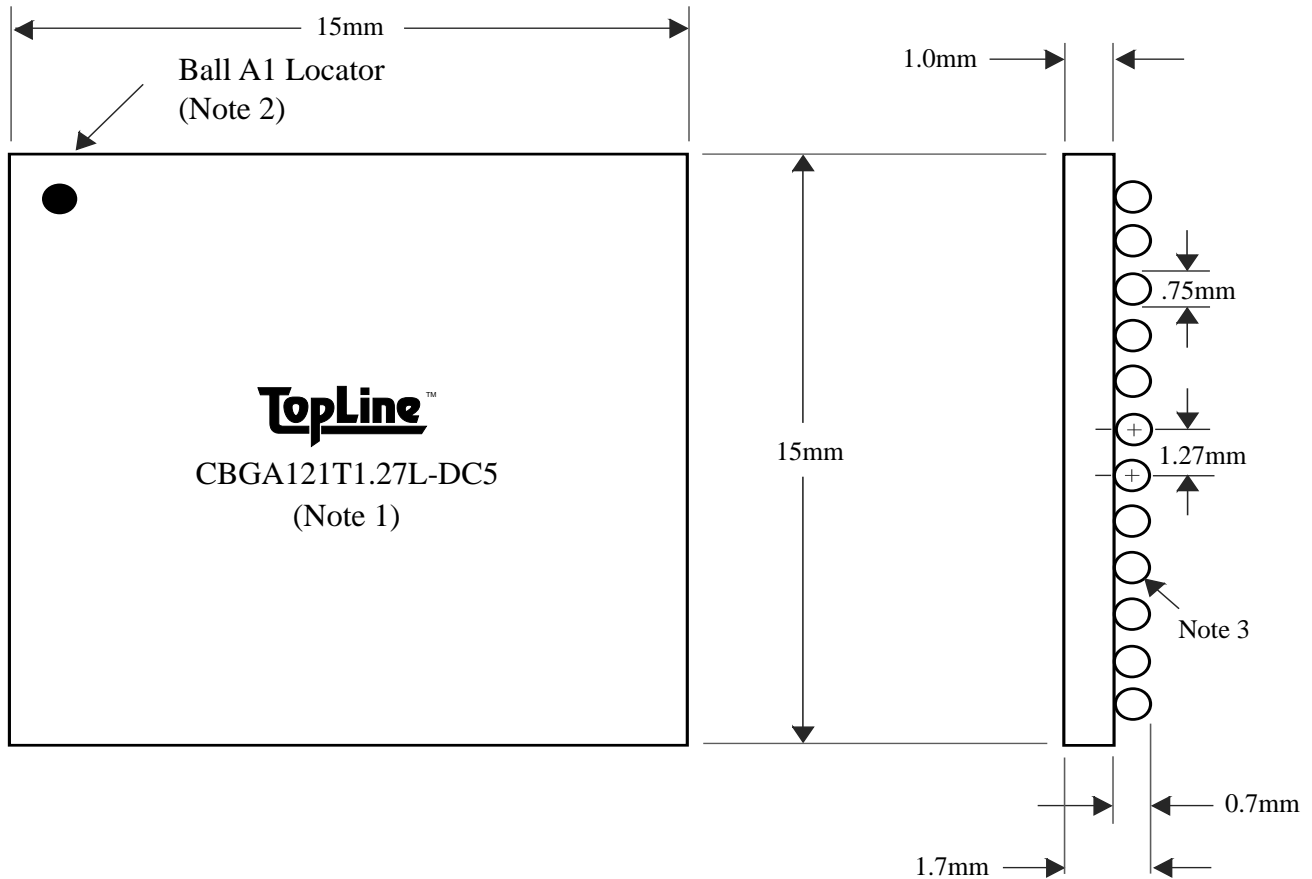 15mm
Ball A1 Locator
(Note 2)
1.0mm
.75mm
TopLine™
CBGA121T1.27L-DC5
(Note 1)
15mm
1.27mm
Note 3
0.7mm
1.7mm